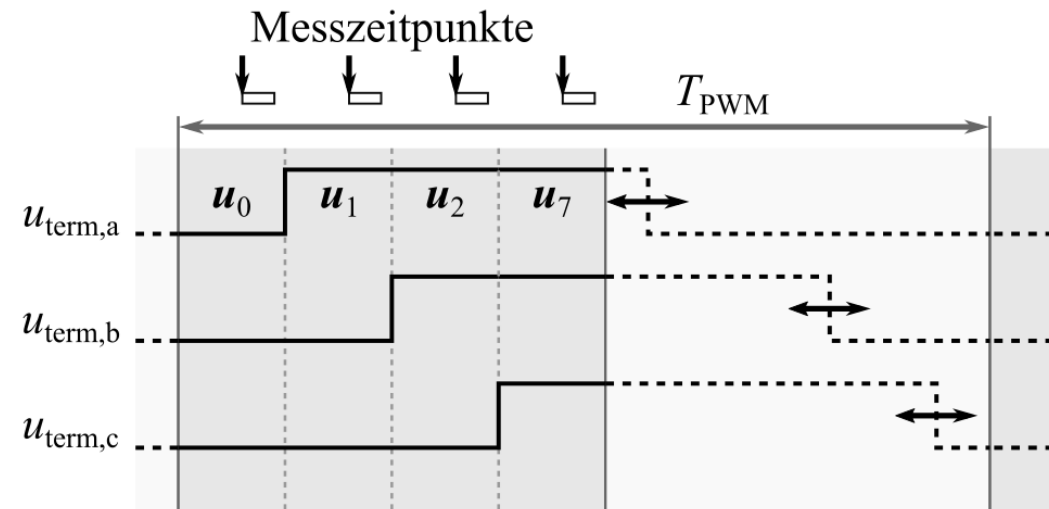 Messzeitpunkte
T_PWM
u_0 u_1 u_2 u_7
u_term,a
u_term,b
u_term,c